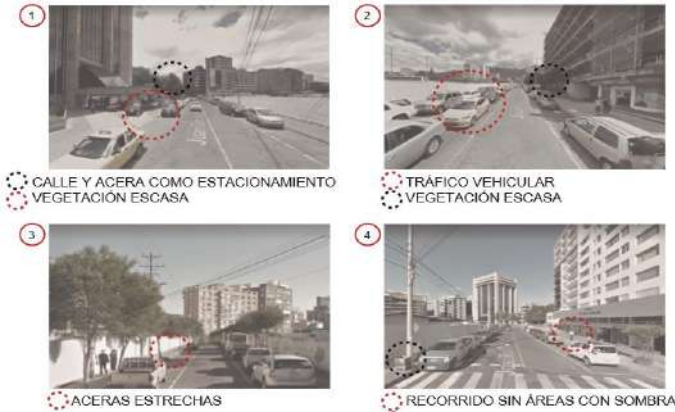 1
2
CALLE Y ACERA COMO ESTACIONAMIENTO
VEGETACIÓN ESCASA
TRÁFICO VEHICULAR
VEGETACIÓN ESCASA
3
4
ACERAS ESTRECHAS
RECORRIDO SIN ÁREAS CON SOMBRA